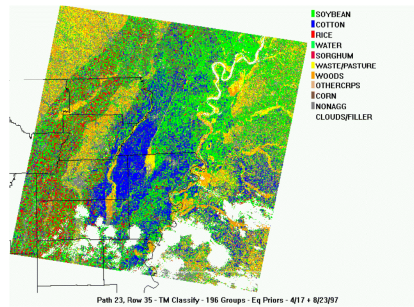 SOYBEAN
COTTON
RICE
WATER
SORGHUM
WASTE/PASTURE
WOODS
OTHERCRPS
CORN
NONAGG
CLOUDS/FILLER
Path 23, Row 35 - TM Classify - 196 Groups - Eq Priors - 4/17 + 8/23/97